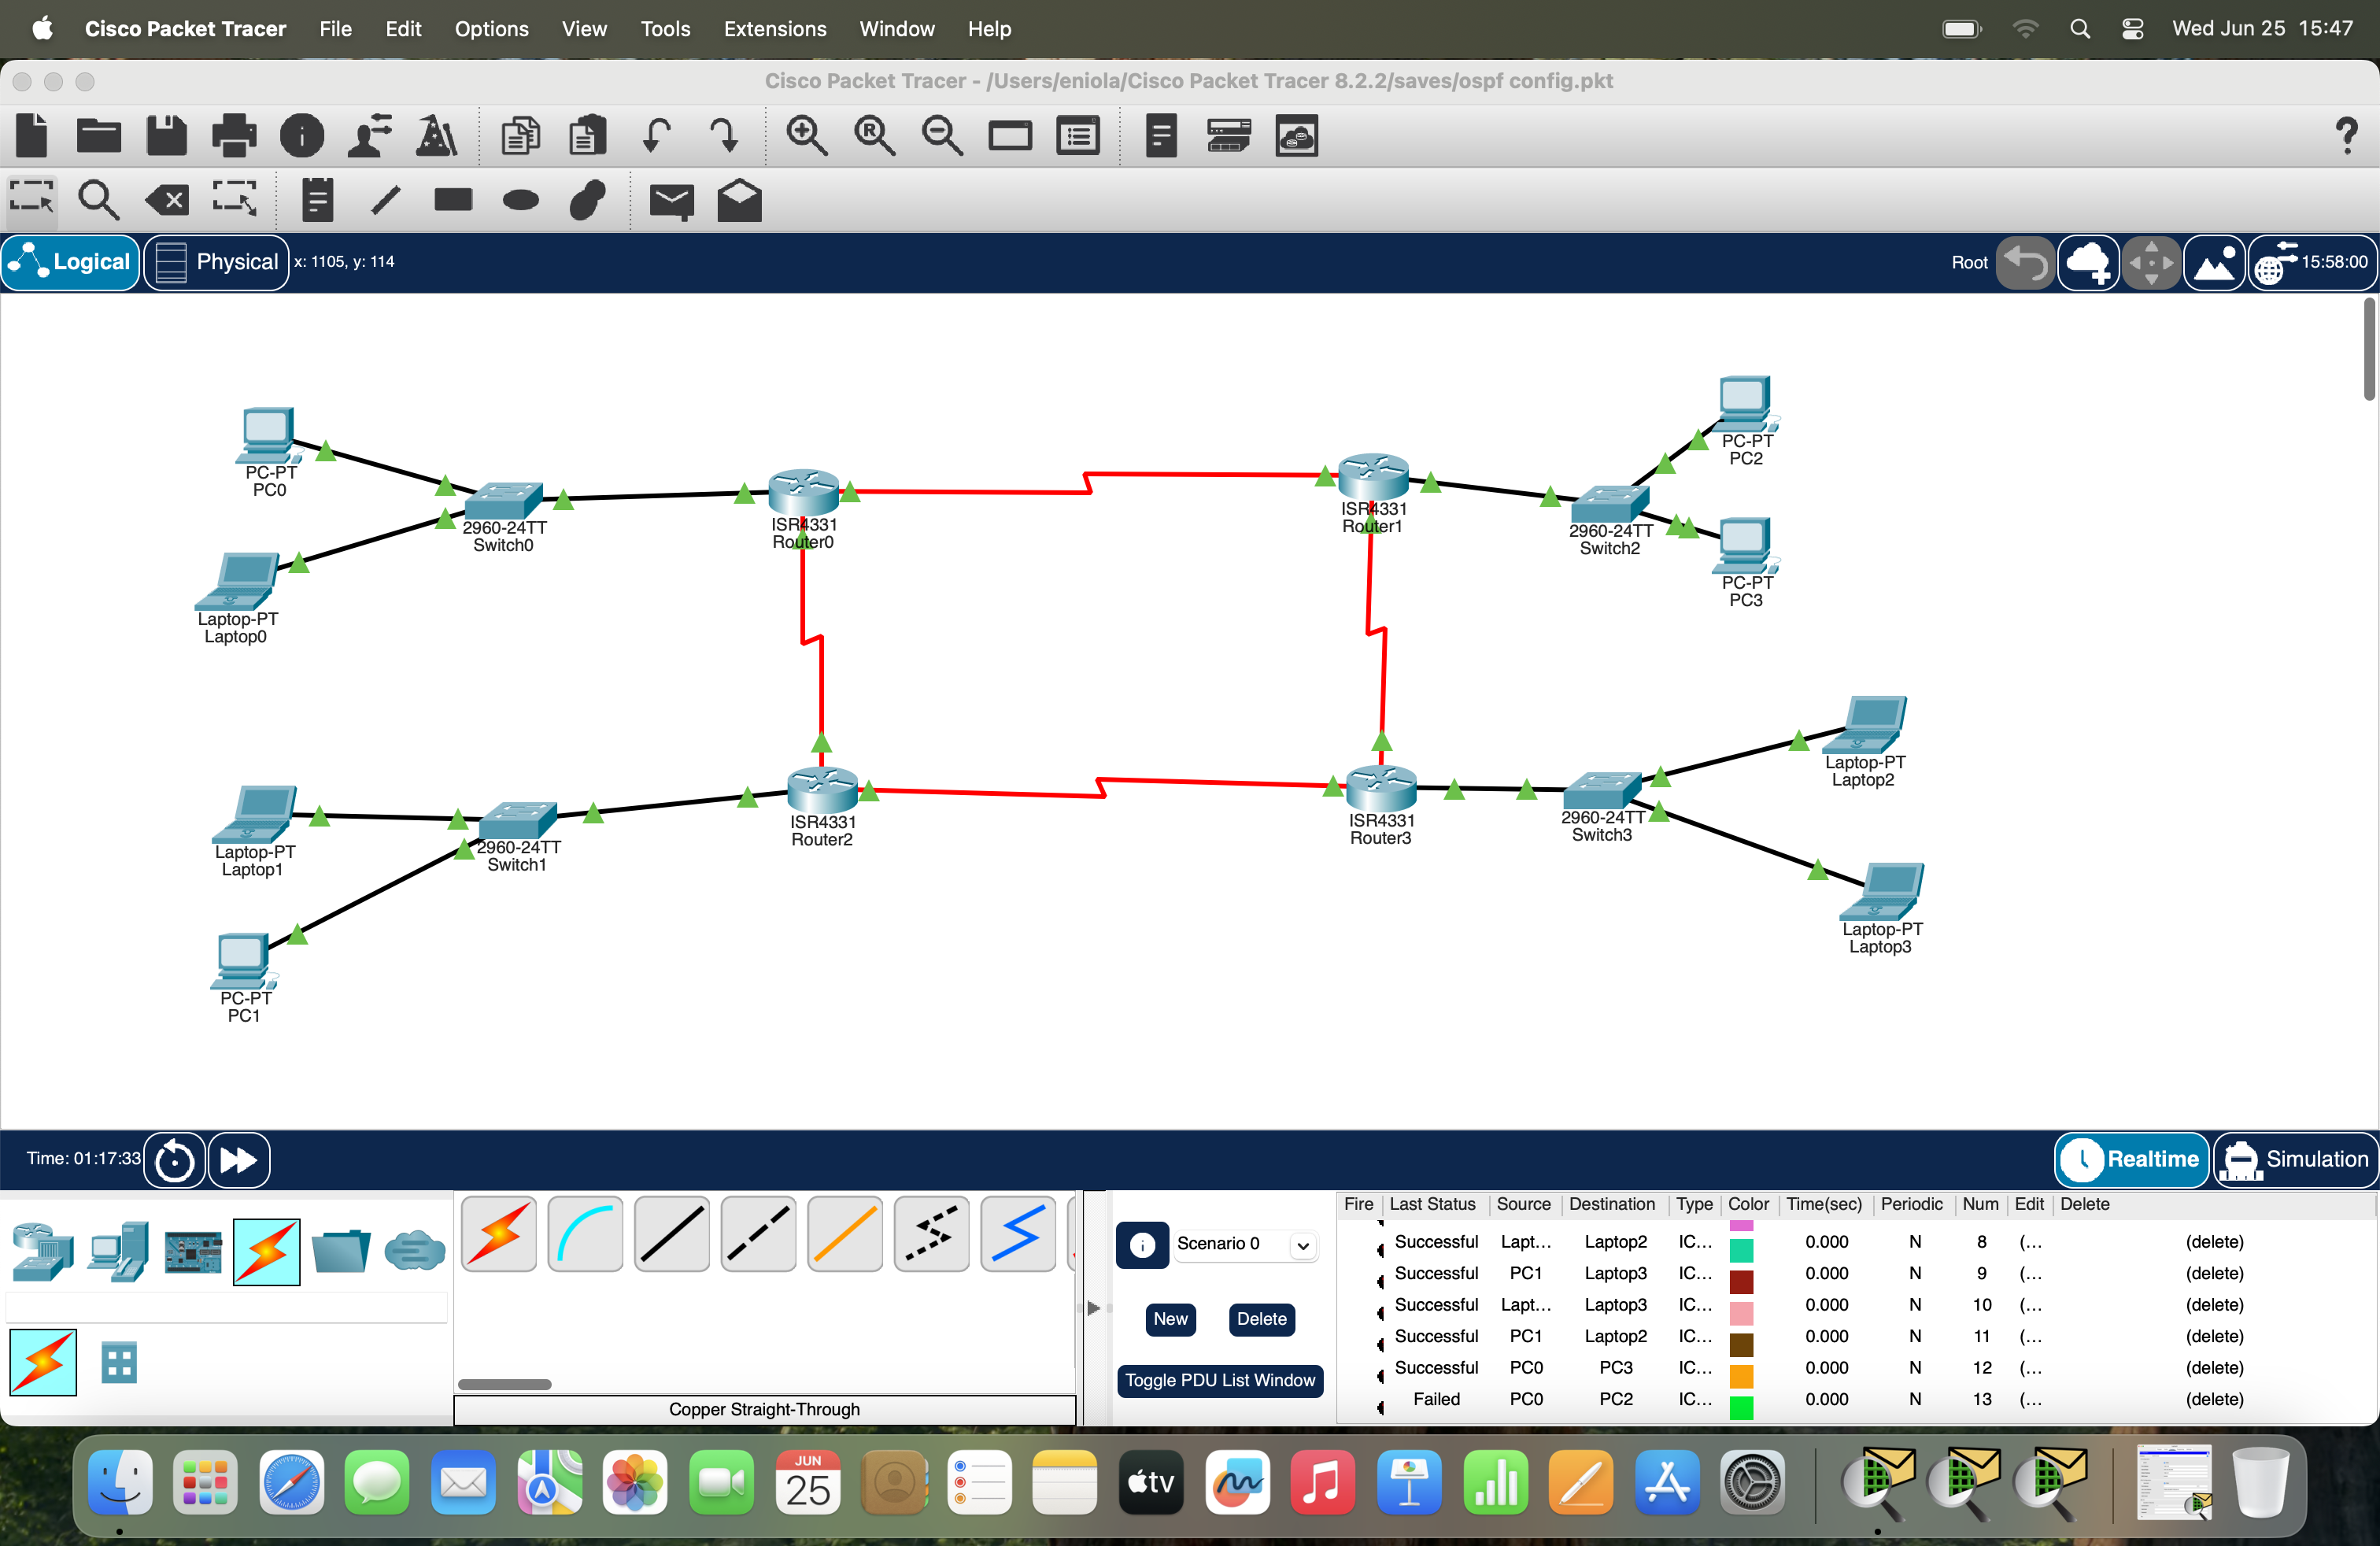 Cisco Packet Tracer File Edit Options View Tools Extensions Window Help Wed Jun 25 15:47
Cisco Packet Tracer - /Users/eniola/Cisco Packet Tracer 8.2.2/saves/ospf config.pkt
Logical Physical x: 1105, y: 114 Root 15:58:00
PC-PT
PC0
Laptop-PT
Laptop0
2960-24TT
Switch0
ISR4331
Router0
ISR4331
Router1
2960-24TT
Switch2
PC-PT
PC2
PC-PT
PC3
Laptop-PT
Laptop1
2960-24TT
Switch1
PC-PT
PC1
ISR4331
Router2
ISR4331
Router3
2960-24TT
Switch3
Laptop-PT
Laptop2
Laptop-PT
Laptop3
Time: 01:17:33 Realtime Simulation
Copper Straight-Through
Scenario 0
New Delete
Toggle PDU List Window
Fire Last Status Source Destination Type Color Time(sec) Periodic Num Edit Delete
Successful Lapt... Laptop2 IC... 0.000 N 8 (... (delete)
Successful PC1 Laptop3 IC... 0.000 N 9 (... (delete)
Successful Lapt... Laptop3 IC... 0.000 N 10 (... (delete)
Successful PC1 Laptop2 IC... 0.000 N 11 (... (delete)
Successful PC0 PC3 IC... 0.000 N 12 (... (delete)
Failed PC0 PC2 IC... 0.000 N 13 (... (delete)
JUN
25
tv